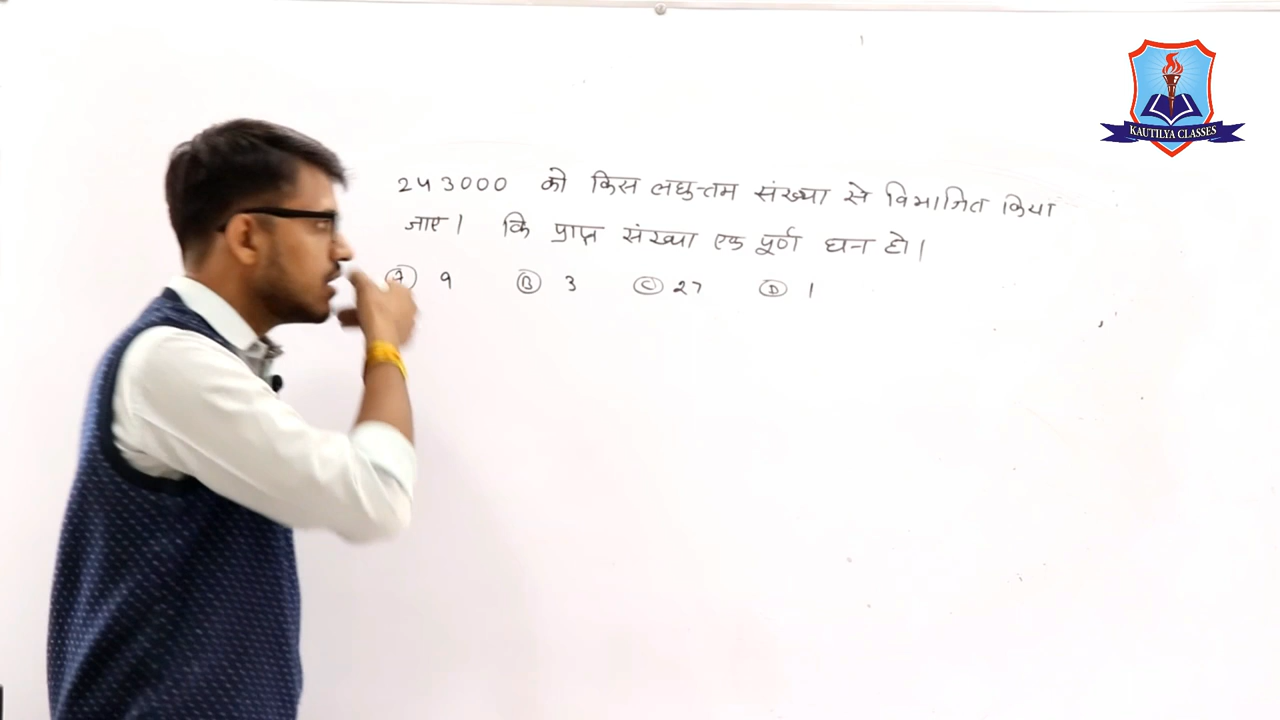 KAUTILYA CLASSES
243000 को किस लघुत्तम संख्या से विभाजित किया
जाए। कि प्राप्त संख्या एक पूर्ण घन हो।
A 9 B 3 C 27 D 1